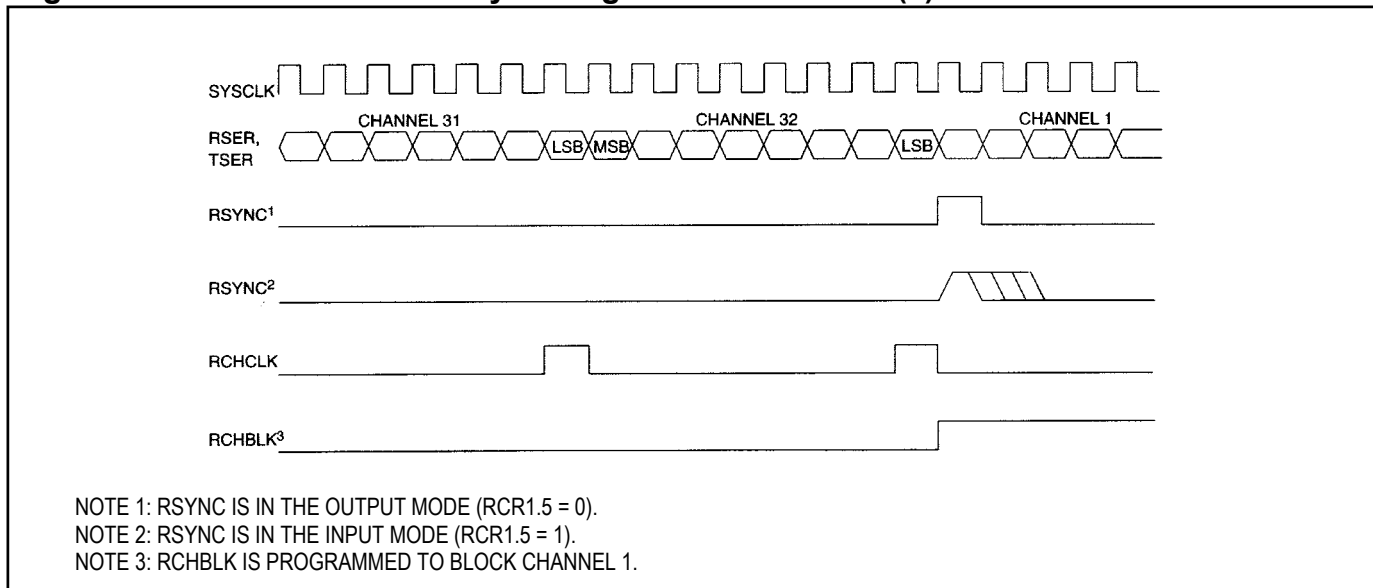 SYSCLK
CHANNEL 31 CHANNEL 32 CHANNEL 1
RSER,
TSER
LSB MSB LSB
RSYNC1
RSYNC2
RCHCLK
RCHBLK3
NOTE 1: RSYNC IS IN THE OUTPUT MODE (RCR1.5 = 0).
NOTE 2: RSYNC IS IN THE INPUT MODE (RCR1.5 = 1).
NOTE 3: RCHBLK IS PROGRAMMED TO BLOCK CHANNEL 1.